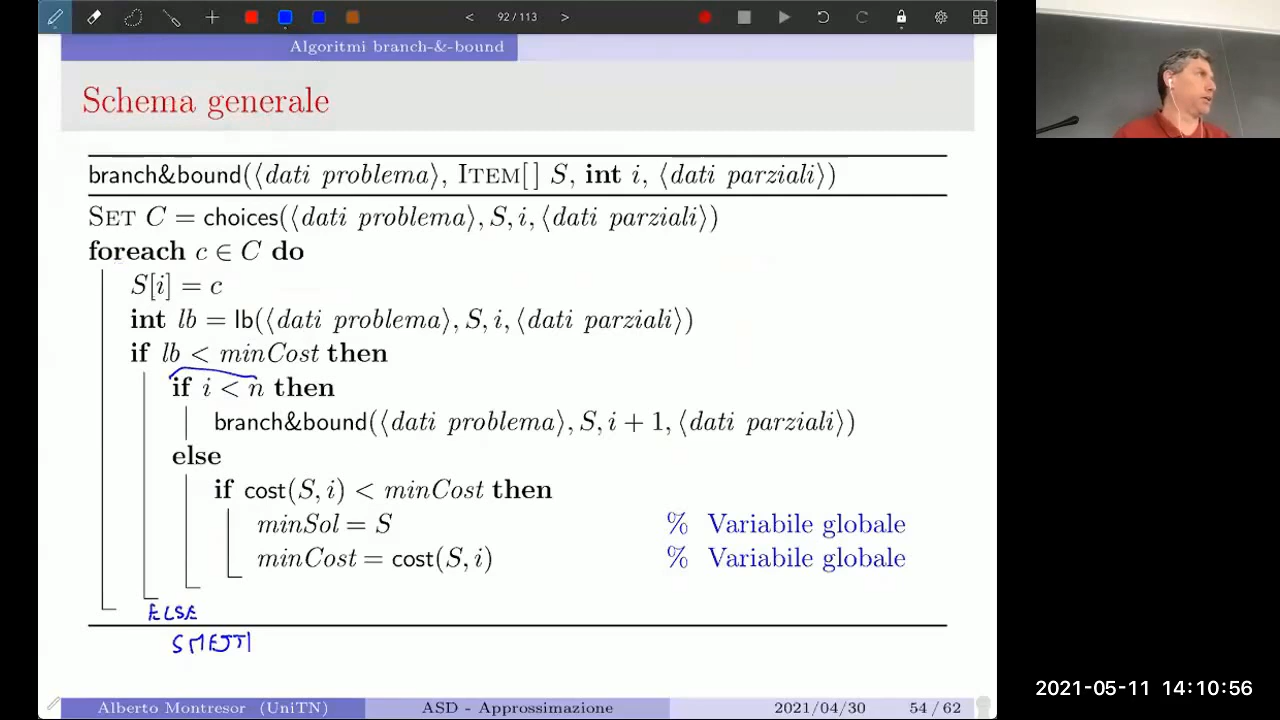 92 / 113
Algoritmi branch-&-bound
Schema generale
branch&bound(⟨dati problema⟩, ITEM[ ] S, int i, ⟨dati parziali⟩)
SET C = choices(⟨dati problema⟩, S, i, ⟨dati parziali⟩)
foreach c ∈ C do
S[i] = c
int lb = lb(⟨dati problema⟩, S, i, ⟨dati parziali⟩)
if lb < minCost then
if i < n then
branch&bound(⟨dati problema⟩, S, i + 1, ⟨dati parziali⟩)
else
if cost(S, i) < minCost then
minSol = S % Variabile globale
minCost = cost(S, i) % Variabile globale
ELSE
SMETTI
Alberto Montresor (UniTN) ASD - Approssimazione 2021/04/30 54 / 62
2021-05-11 14:10:56